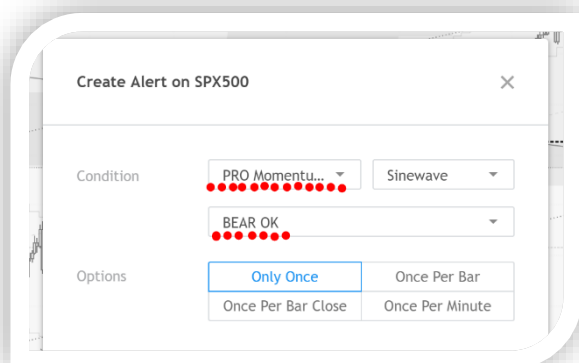 Create Alert on SPX500
Condition PRO Momentu... Sinewave
BEAR OK
Options Only Once Once Per Bar
Once Per Bar Close Once Per Minute